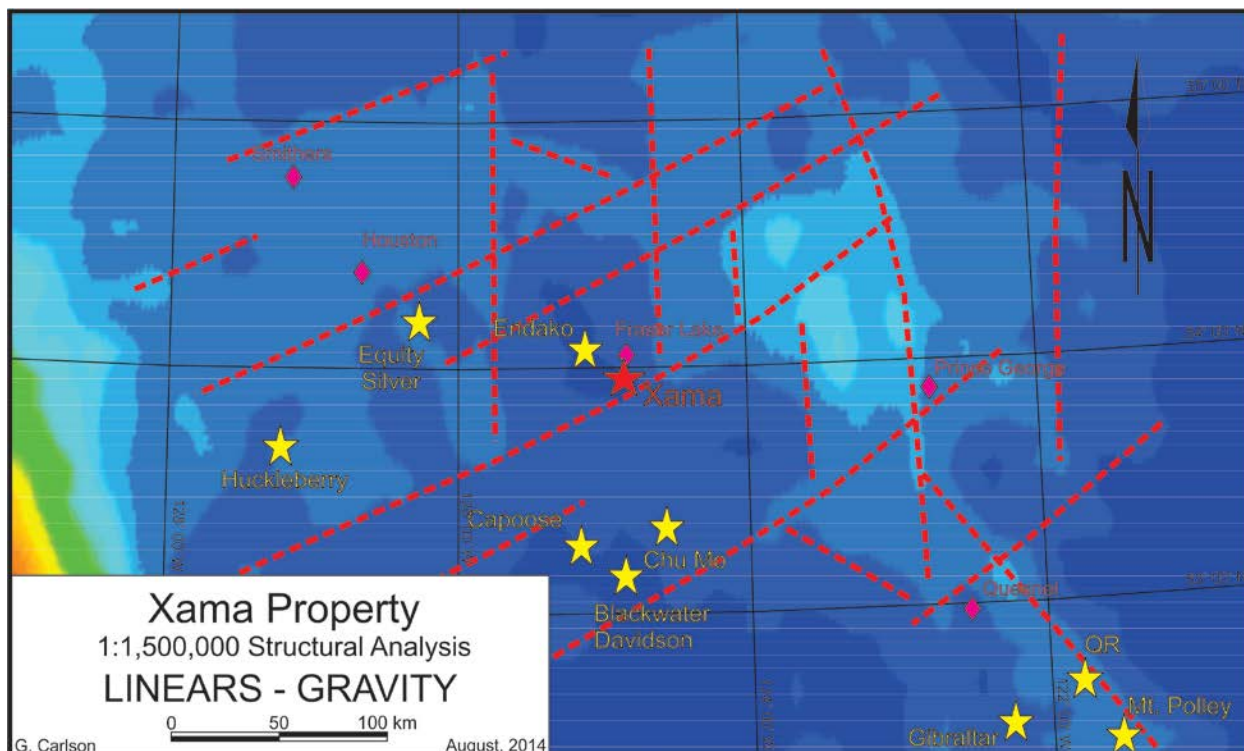 Smithers
Houston
Endako
Fraser Lake
Equity
Silver
Xama
Prince George
Huckleberry
Capoose
Chu Mo
Blackwater
Davidson
Quesnel
QR
Mt. Polley
Gibraltar
N
Xama Property
1:1,500,000 Structural Analysis
LINEARS - GRAVITY
0 50 100 km
G. Carlson
August, 2014